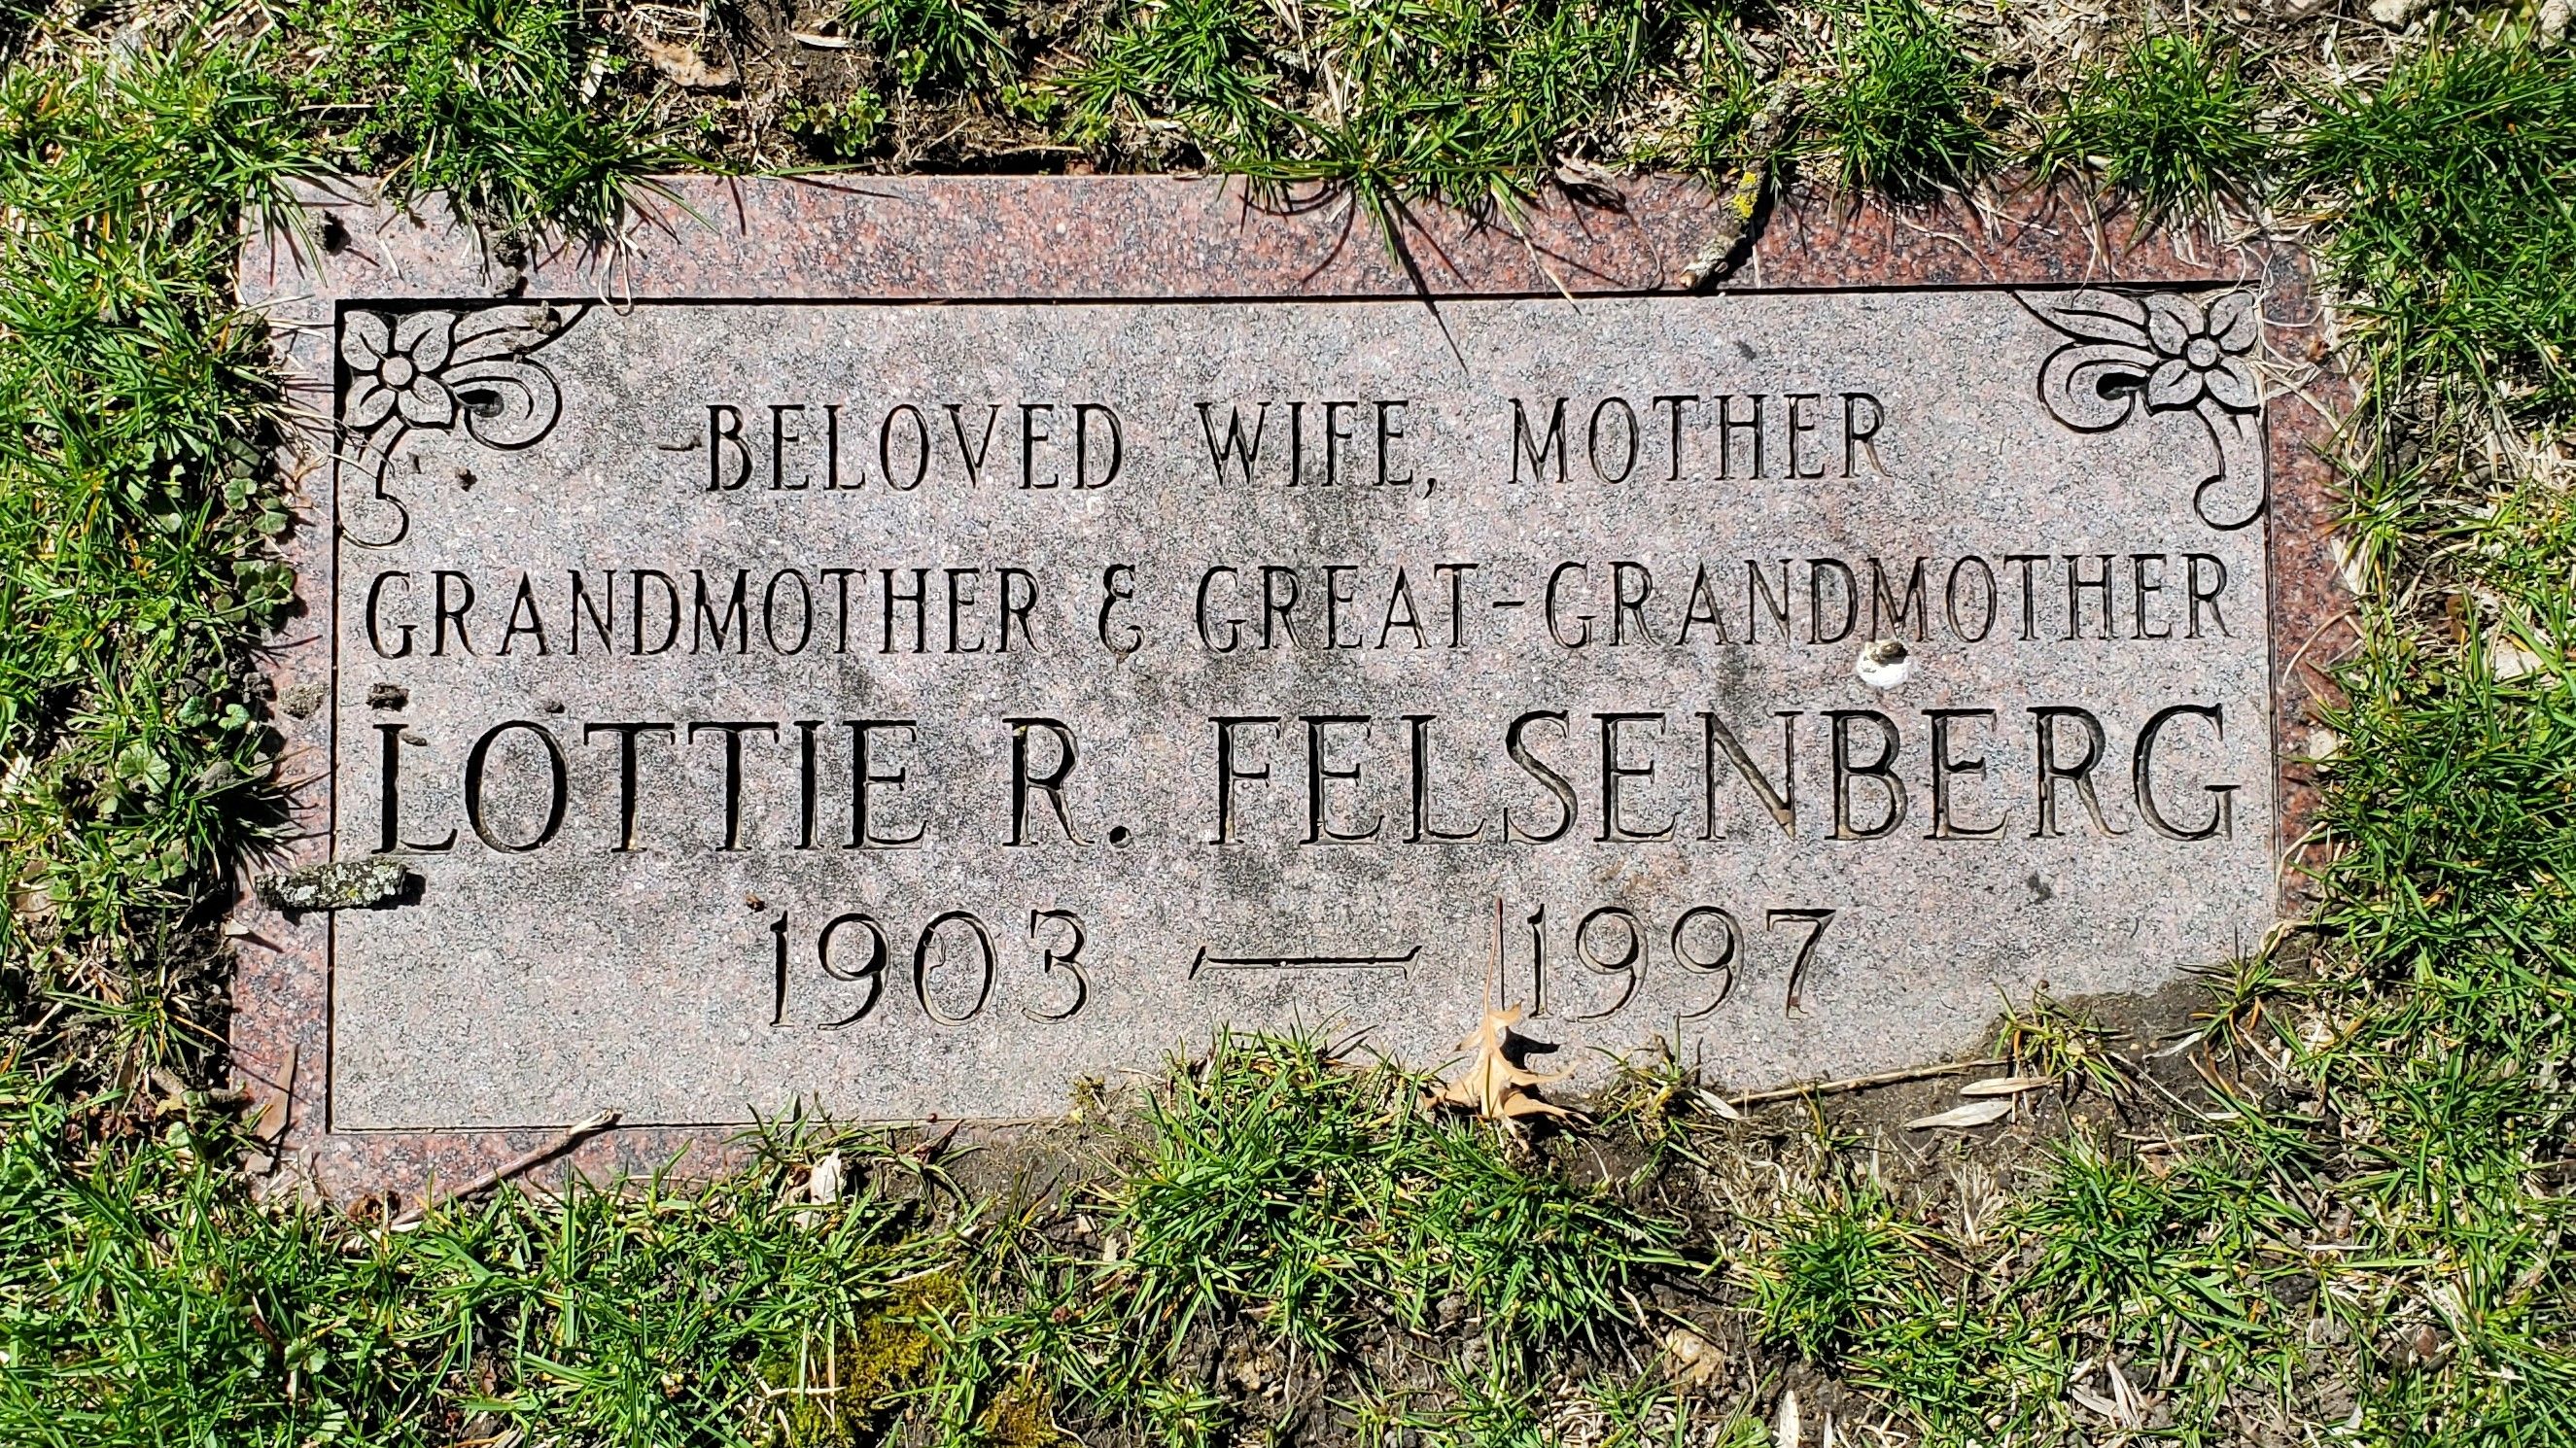 BELOVED WIFE, MOTHER
GRANDMOTHER & GREAT-GRANDMOTHER
LOTTIE R. FELSENBERG
1903 — 1997